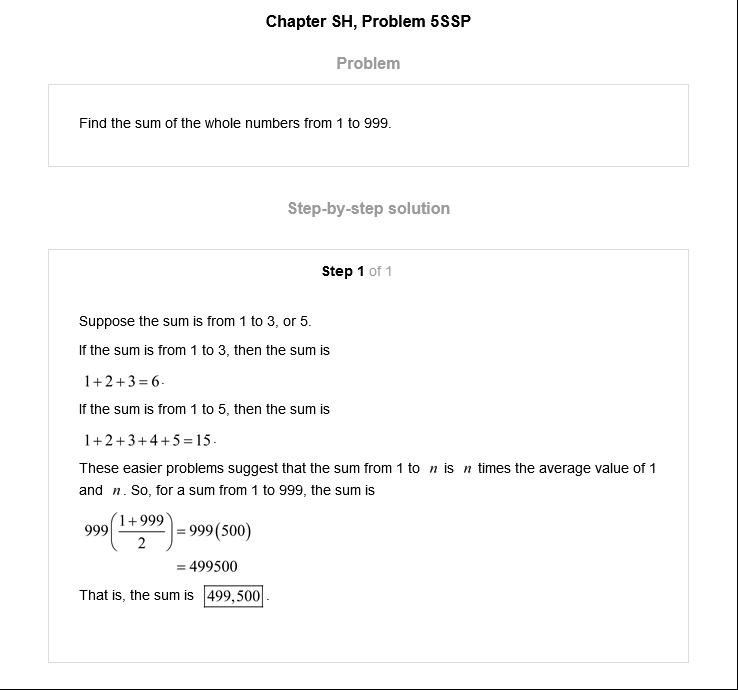 Chapter SH, Problem 5SSP
Problem
Find the sum of the whole numbers from 1 to 999.
Step-by-step solution
Step 1 of 1
Suppose the sum is from 1 to 3, or 5.
If the sum is from 1 to 3, then the sum is
1+2+3=6.
If the sum is from 1 to 5, then the sum is
1+2+3+4+5=15.
These easier problems suggest that the sum from 1 to n is n times the average value of 1
and n. So, for a sum from 1 to 999, the sum is
999(1+999/2)=999(500)
=499500
That is, the sum is 499,500.